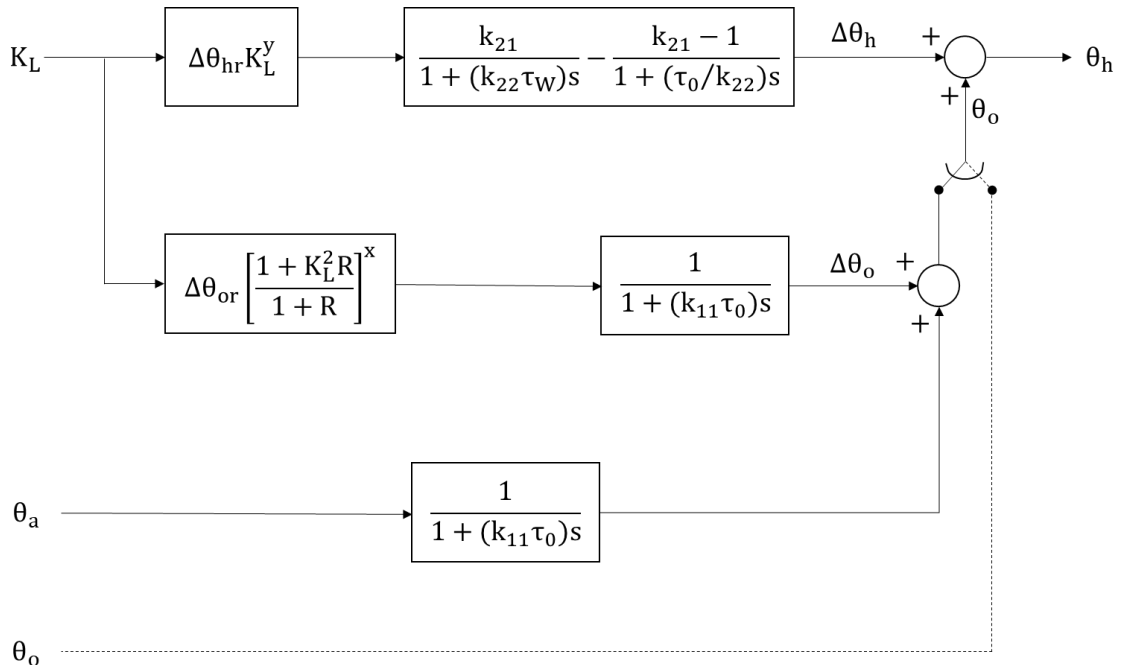 K_L
Δθ_hr K_L^y
k_21 / (1 + (k_22 τ_W)s) − (k_21 − 1) / (1 + (τ_0/k_22)s)
Δθ_h
+
θ_h
+
θ_o
Δθ_or [(1 + K_L^2 R) / (1 + R)]^x
1 / (1 + (k_11 τ_0)s)
Δθ_o
+
+
θ_a
1 / (1 + (k_11 τ_0)s)
θ_o